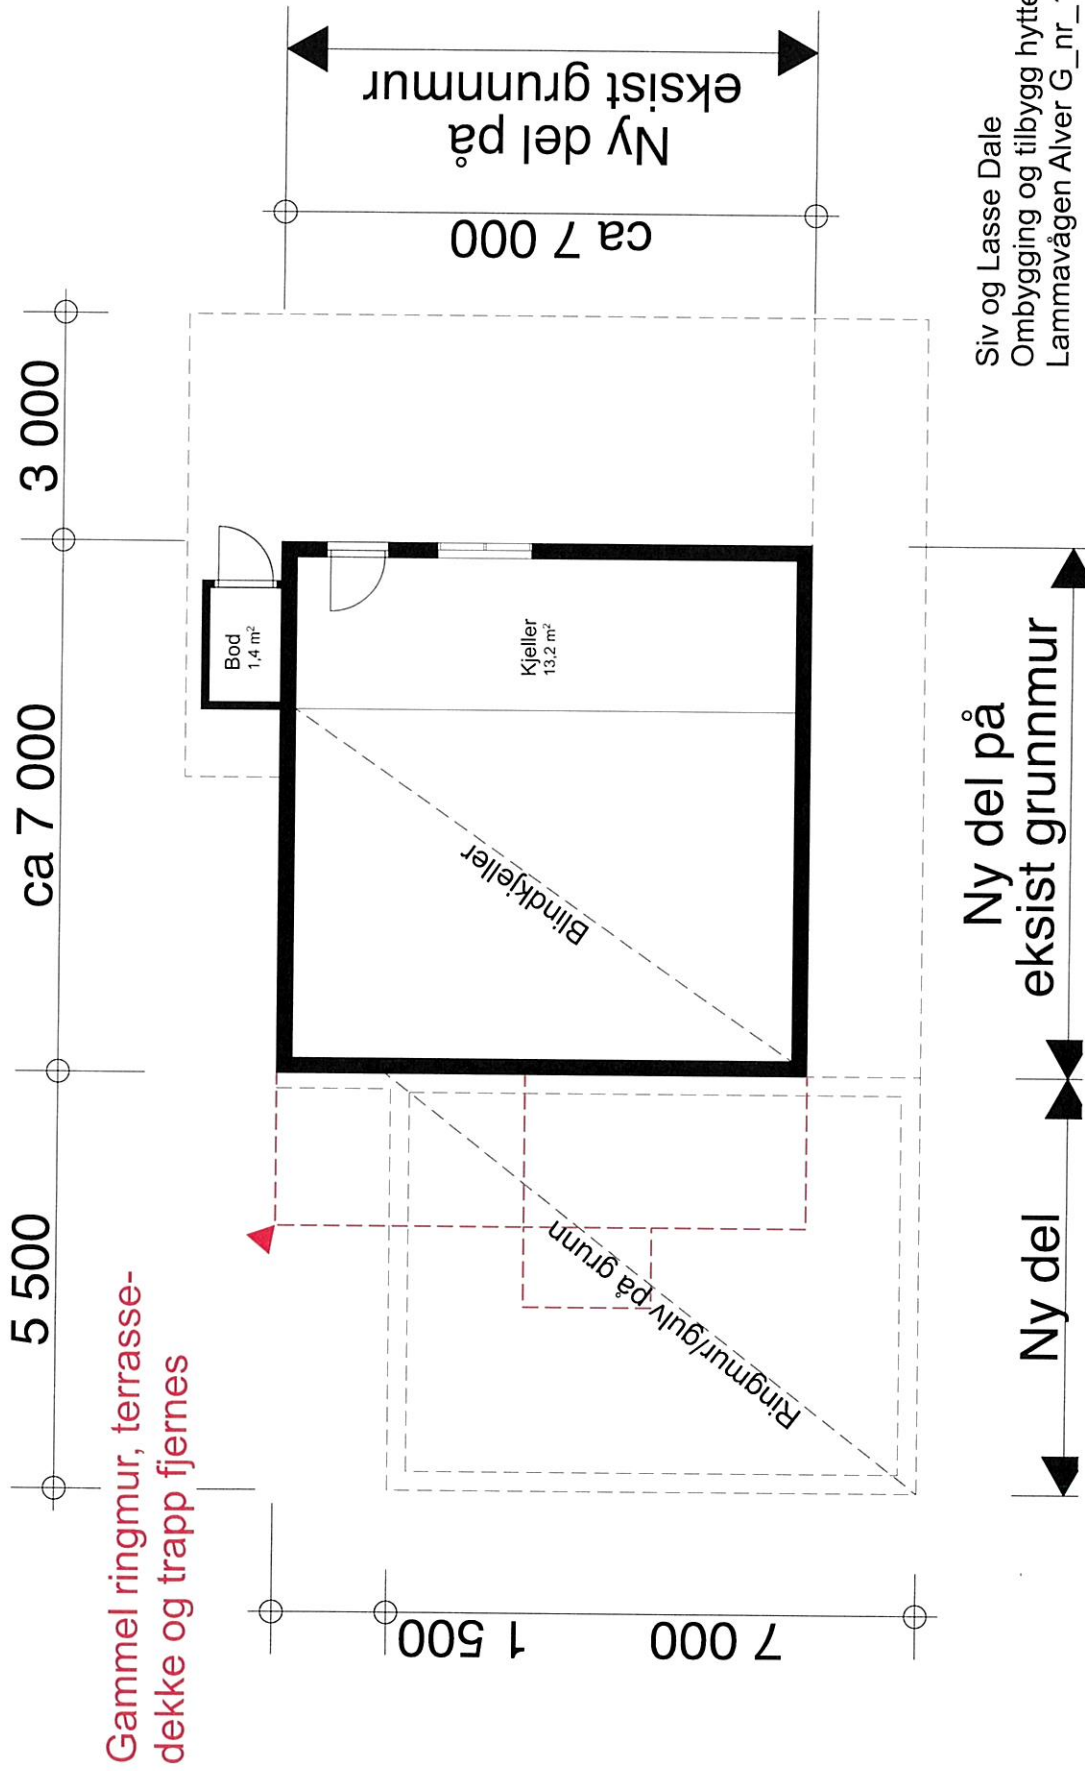 Gammel ringmur, terrasse-
dekke og trapp fjernes
5 500
ca 7 000
3 000
Bod
1,4 m²
Kjeller
13,2 m²
Blindkjeller
Ringmur/gulv på grunn
1 500
7 000
ca 7 000
Ny del på
eksist grunnmur
Ny del
Ny del på
eksist grunnmur
Siv og Lasse Dale
Ombygging og tilbygg hytte
Lammavågen Alver G_nr_